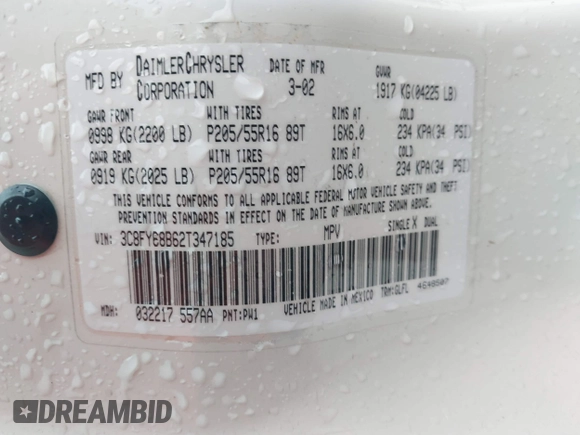 MFD BY DAIMLERCHRYSLER CORPORATION DATE OF MFR 3-02 GVWR 1917 KG(04225 LB)
GAWR FRONT WITH TIRES RIMS AT COLD
0998 KG(2200 LB) P205/55R16 89T 16X6.0 234 KPA(34 PSI)
GAWR REAR WITH TIRES RIMS AT COLD
0919 KG(2025 LB) P205/55R16 89T 16X6.0 234 KPA(34 PSI)
THIS VEHICLE CONFORMS TO ALL APPLICABLE FEDERAL MOTOR VEHICLE SAFETY AND THEFT
PREVENTION STANDARDS IN EFFECT ON THE DATE OF MANUFACTURE SHOWN ABOVE.
VIN: 3C8FY68B62T347185 TYPE: MPV SINGLE X DUAL
MDH: 032217 557AA PNT:PW1 VEHICLE MADE IN MEXICO TRM:GLFL 4648507
DREAMBID